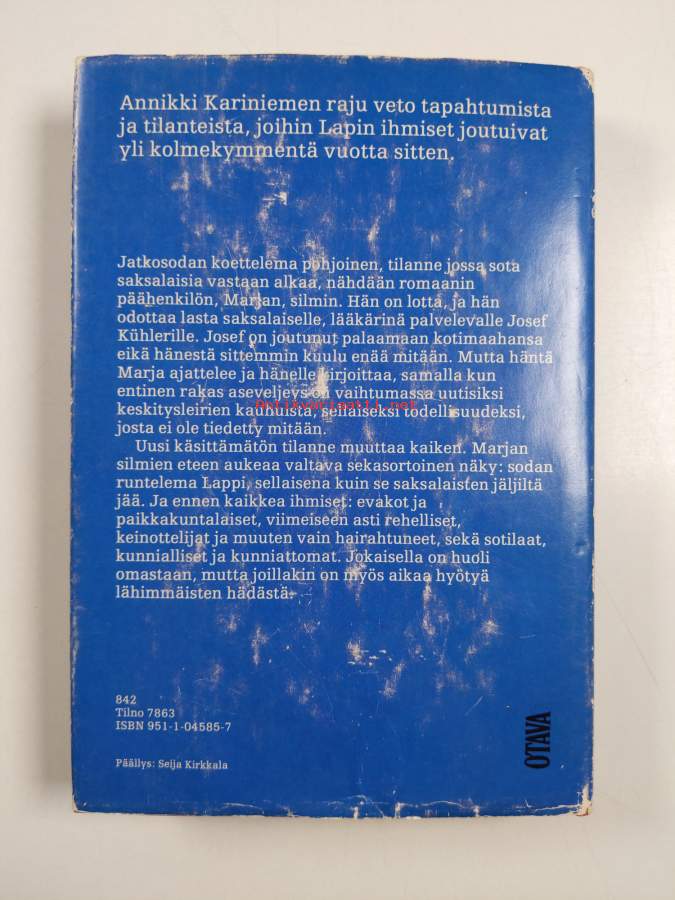 Annikki Kariniemen raju veto tapahtumista
ja tilanteista, joihin Lapin ihmiset joutuivat
yli kolmekymmentä vuotta sitten.
Jatkosodan koettelema pohjoinen, tilanne jossa sota
saksalaisia vastaan alkaa, nähdään romaanin
päähenkilön, Marjan, silmin. Hän on lotta, ja hän
odottaa lasta saksalaiselle, lääkärinä palvelevalle Josef
Kühlerille. Josef on joutunut palaamaan kotimaahansa
eikä hänestä sittemmin kuulu enää mitään. Mutta häntä
Marja ajattelee ja hänelle kirjoittaa, samalla kun
entinen rakas aseveljeys on vaihtumassa uutisiksi
keskitysleirien kauhuista, sellaiseksi todellisuudeksi,
josta ei ole tiedetty mitään.
Uusi käsittämätön tilanne muuttaa kaiken. Marjan
silmien eteen aukeaa valtava sekasortoinen näky: sodan
runtelema Lappi, sellaisena kuin se saksalaisten jäljiltä
jää. Ja ennen kaikkea ihmiset: evakot ja
paikkakuntalaiset, viimeiseen asti rehelliset,
keinottelijat ja muuten vain hairahtuneet, sekä sotilaat,
kunnialliset ja kunniattomat. Jokaisella on huoli
omastaan, mutta joillakin on myös aikaa hyötyä
lähimmäisten hädästä.
842
Tilno 7863
ISBN 951-1-04585-7
Päällys: Seija Kirkkala
OTAVA
Antikvariaatti.net